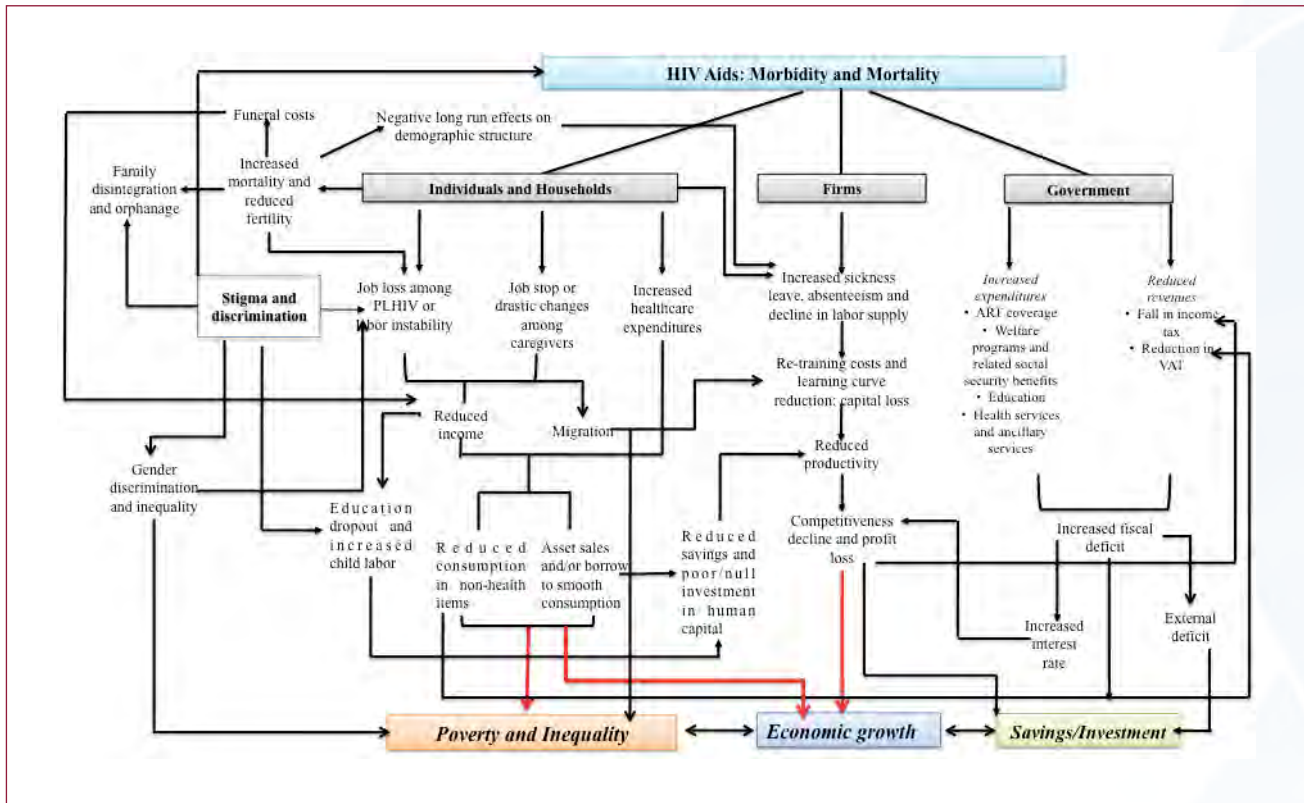 HIV Aids: Morbidity and Mortality
Funeral costs
Negative long run effects on
demographic structure
Family
disintegration
and orphanage
Increased
mortality and
reduced
fertility
Individuals and Households
Firms
Government
Stigma and
discrimination
Job loss among
PLHIV or
labor instability
Job stop or
drastic changes
among
caregivers
Increased
healthcare
expenditures
Increased sickness
leave, absenteeism and
decline in labor supply
Increased
expenditures
• ART coverage
• Welfare
programs and
related social
security benefits
• Education
• Health services
and ancillary
services
Reduced
revenues
• Fall in income
tax
• Reduction in
VAT
Re-training costs and
learning curve
reduction: capital loss
Reduced
income
Migration
Reduced
productivity
Gender
discrimination
and inequality
Education
dropout and
increased
child labor
Reduced
consumption
in non-health
items
Asset sales
and/or borrow
to smooth
consumption
Reduced
savings and
poor/null
investment
in human
capital
Competitiveness
decline and profit
loss
Increased fiscal
deficit
Increased
interest
rate
External
deficit
Poverty and Inequality
Economic growth
Savings/Investment